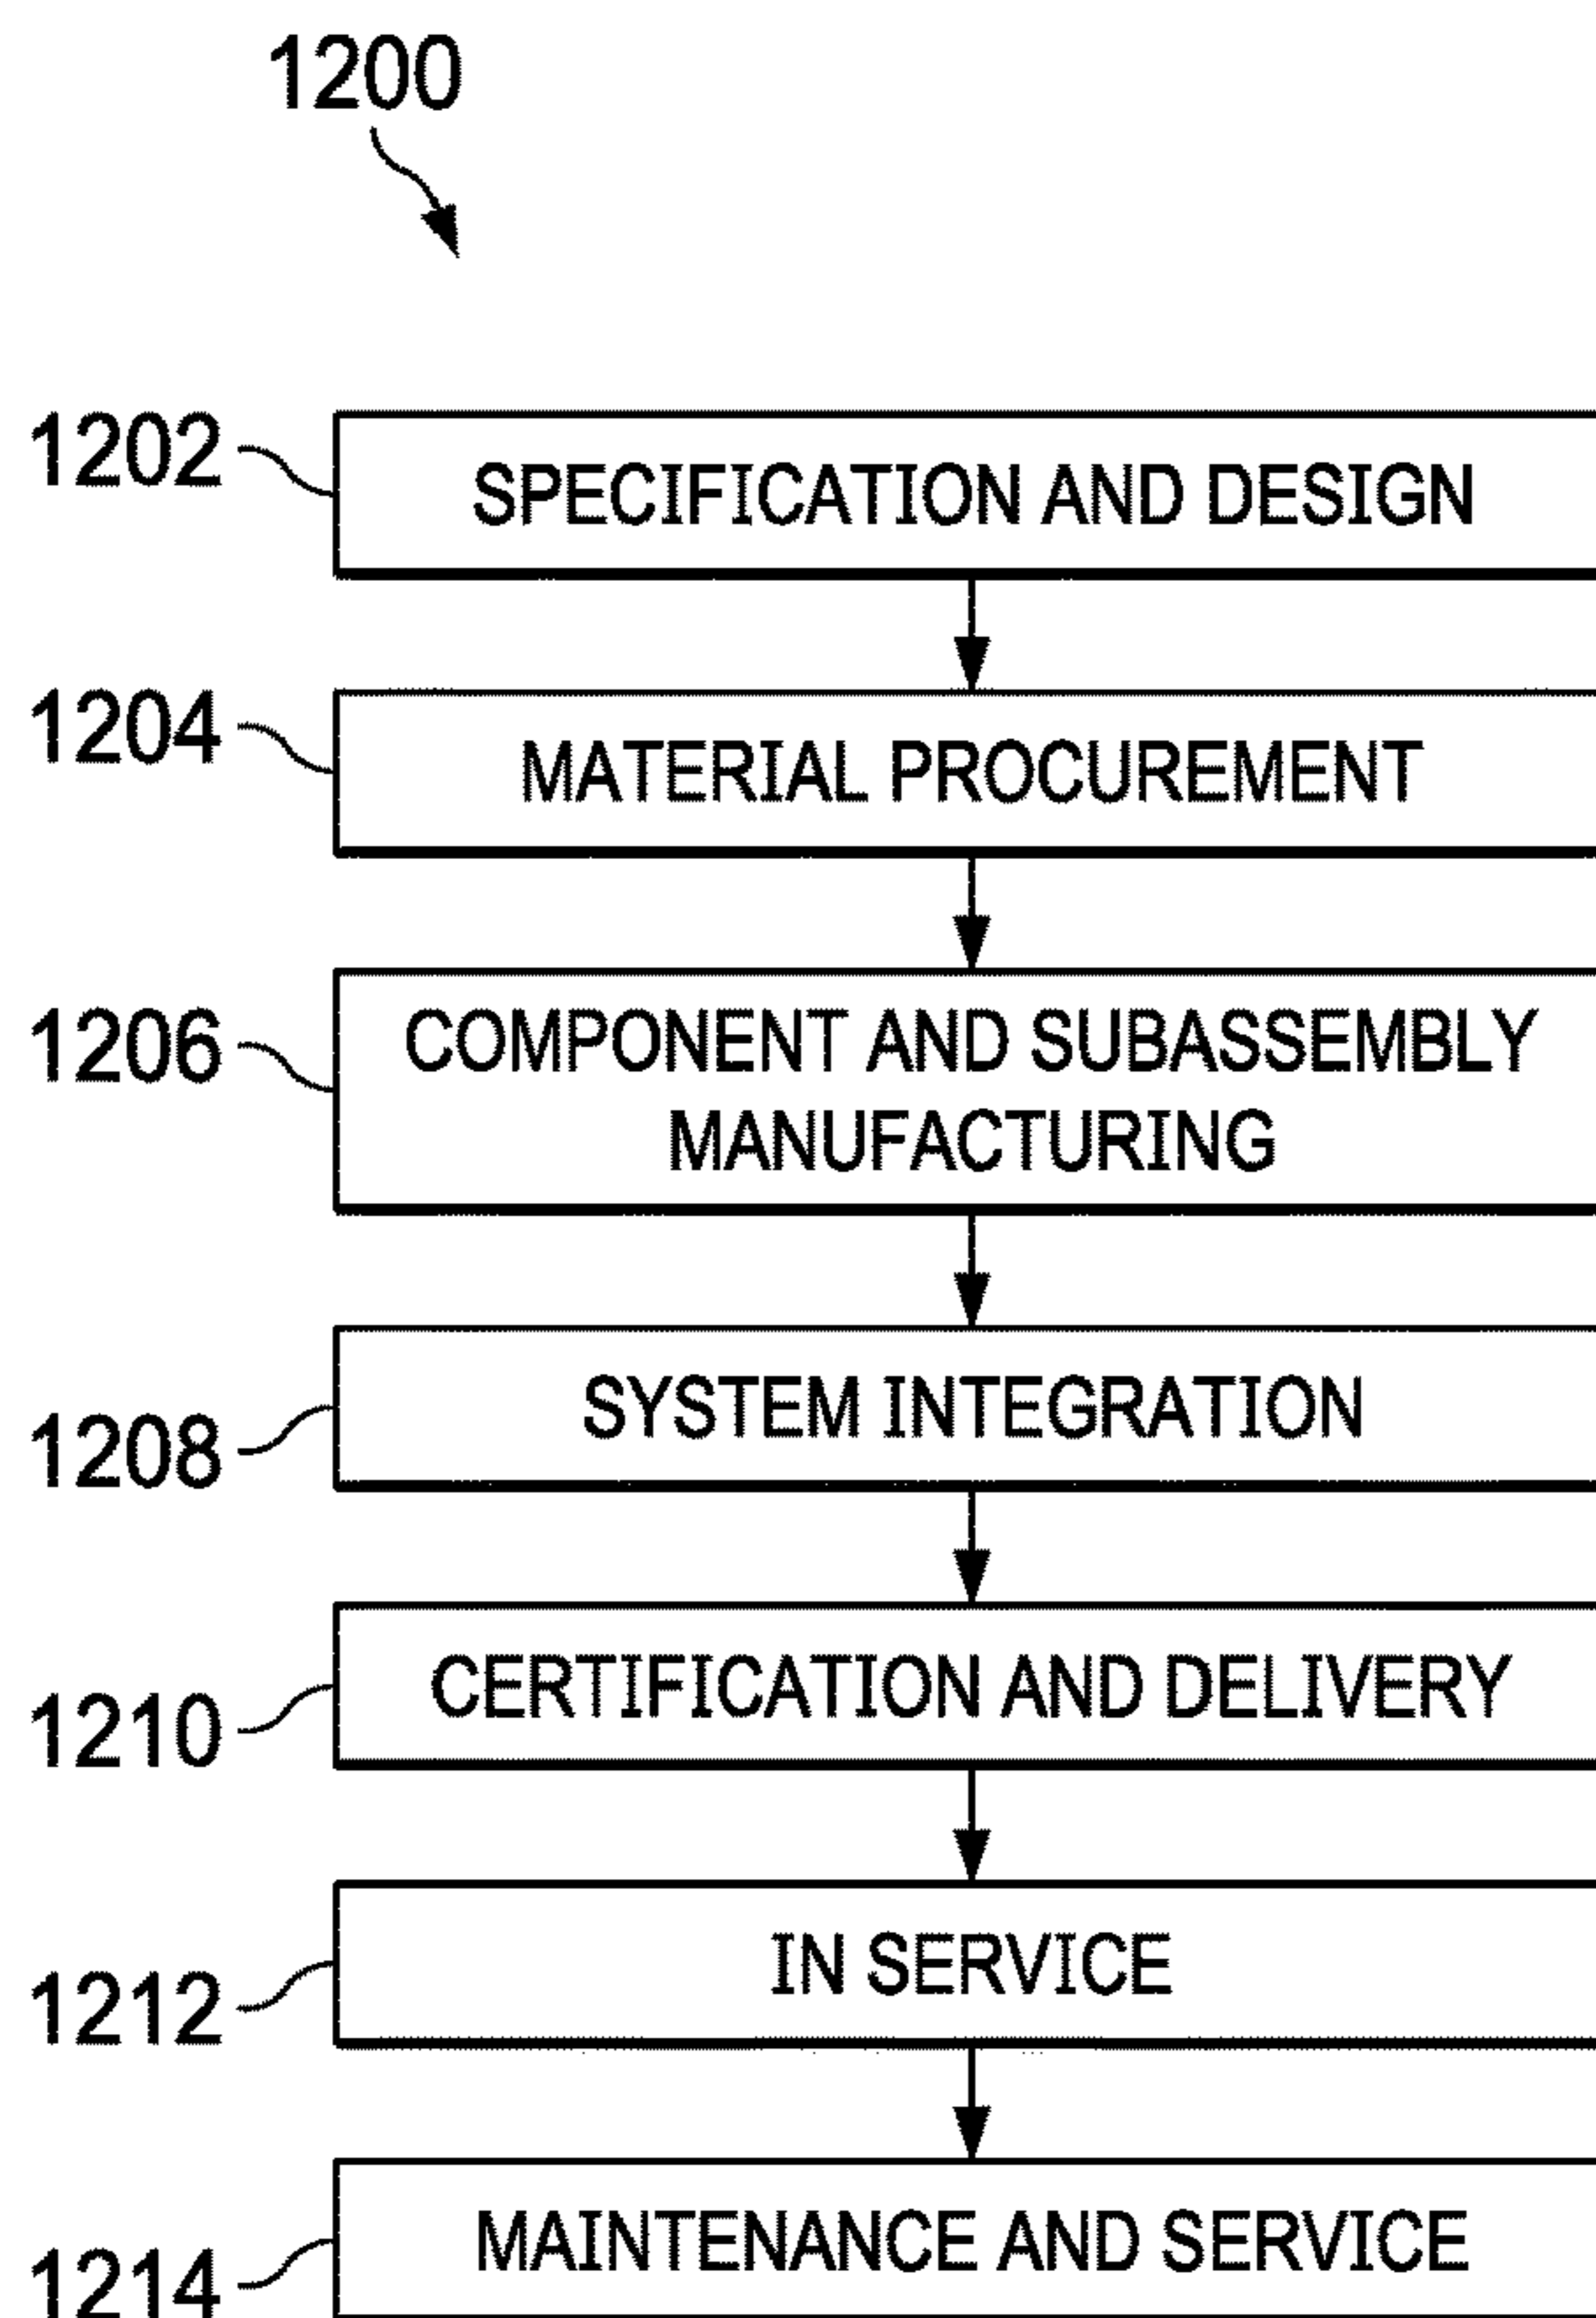 1200
1202
SPECIFICATION AND DESIGN
1204
MATERIAL PROCUREMENT
1206
COMPONENT AND SUBASSEMBLY
MANUFACTURING
1208
SYSTEM INTEGRATION
1210
CERTIFICATION AND DELIVERY
1212
IN SERVICE
1214
MAINTENANCE AND SERVICE